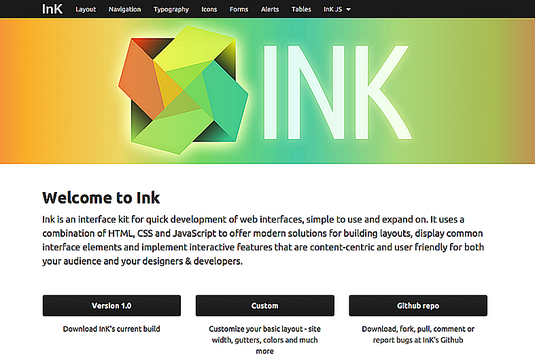 InK Layout Navigation Typography Icons Forms Alerts Tables InK JS
INK
Welcome to Ink
Ink is an interface kit for quick development of web interfaces, simple to use and expand on. It uses a
combination of HTML, CSS and JavaScript to offer modern solutions for building layouts, display common
interface elements and implement interactive features that are content-centric and user friendly for both
your audience and your designers & developers.
Version 1.0 Custom Github repo
Download InK's current build Customize your basic layout - site Download, fork, pull, comment or
width, gutters, colors and much report bugs at InK's Github
more